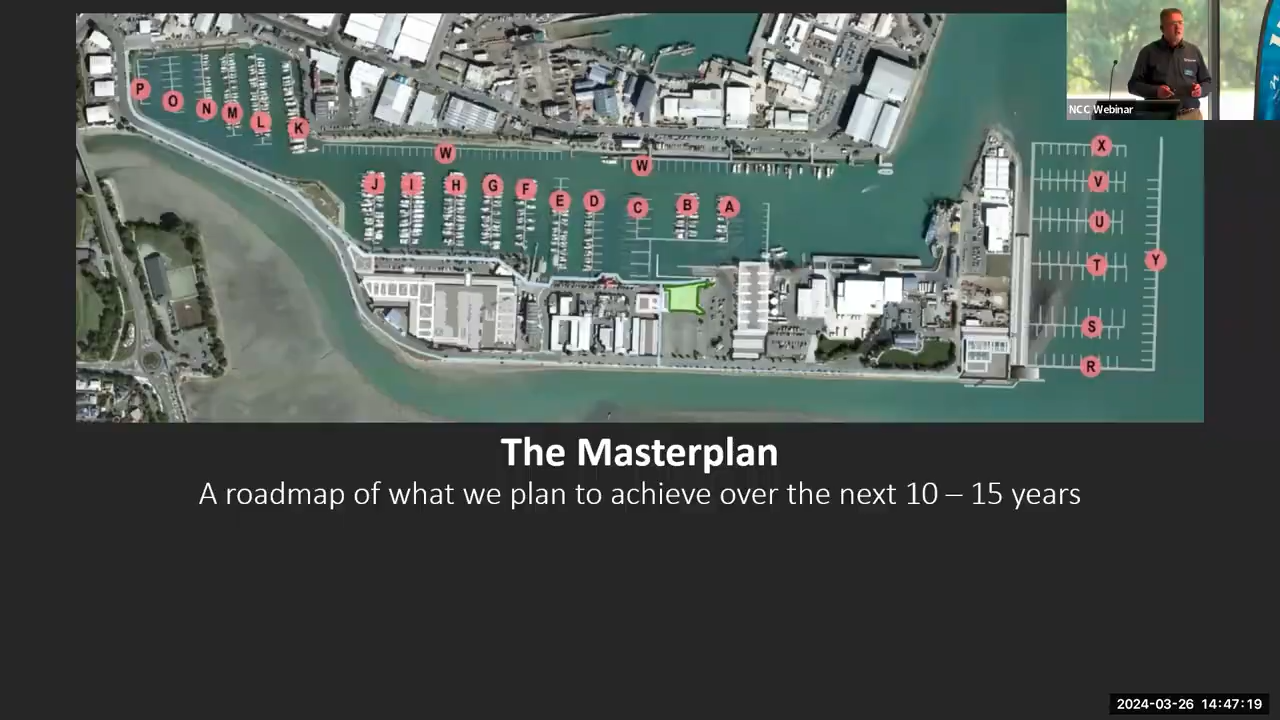 P
O
N
M
L
K
W
W
J
I
H
G
F
E
D
C
B
A
X
V
U
T
Y
S
R
NCC Webinar
The Masterplan
A roadmap of what we plan to achieve over the next 10 – 15 years
2024-03-26 14:47:19